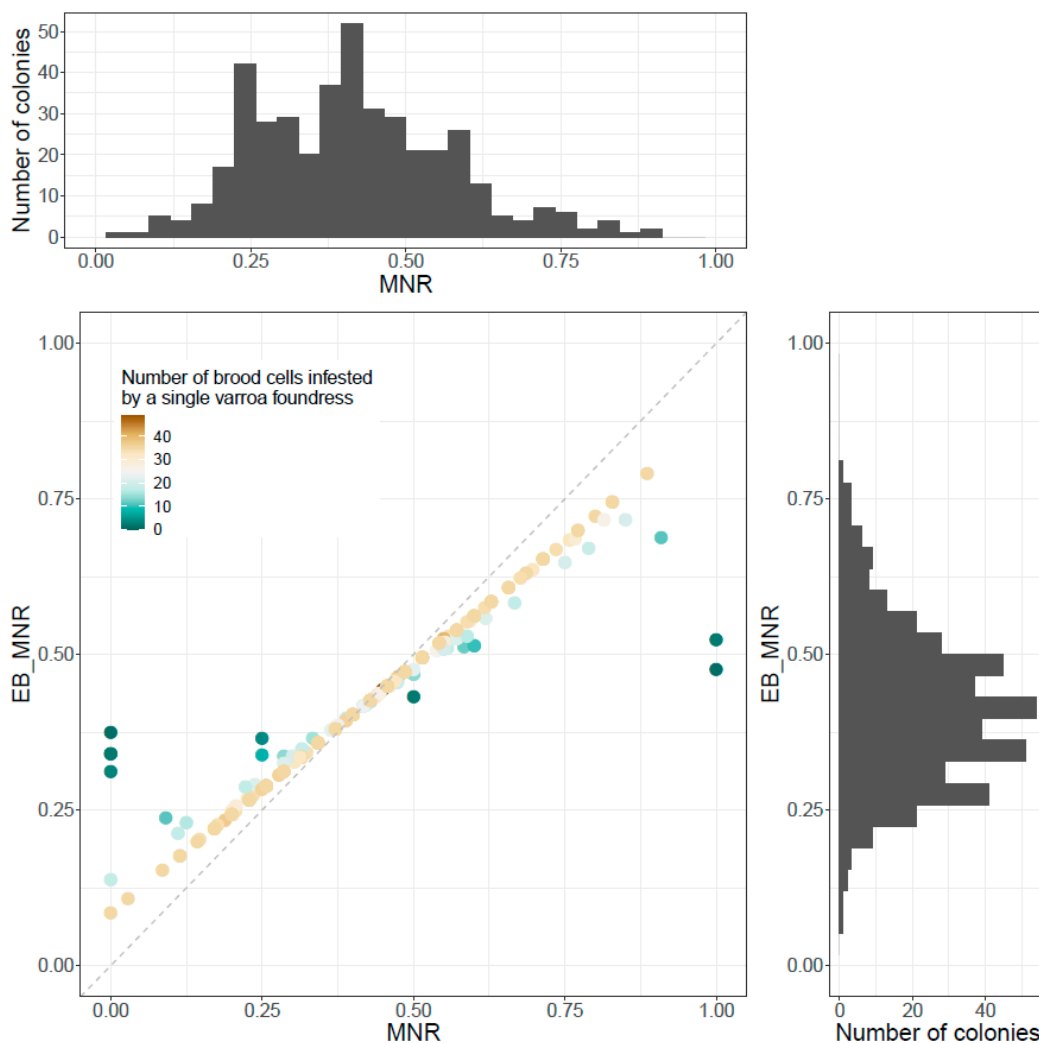 50
40
30
20
10
0
Number of colonies
0.00 0.25 0.50 0.75 1.00
MNR
1.00
0.75
0.50
0.25
0.00
EB_MNR
Number of brood cells infested
by a single varroa foundress
40
30
20
10
0
0.00 0.25 0.50 0.75 1.00
MNR
1.00
0.75
0.50
0.25
0.00
EB_MNR
0 20 40
Number of colonies